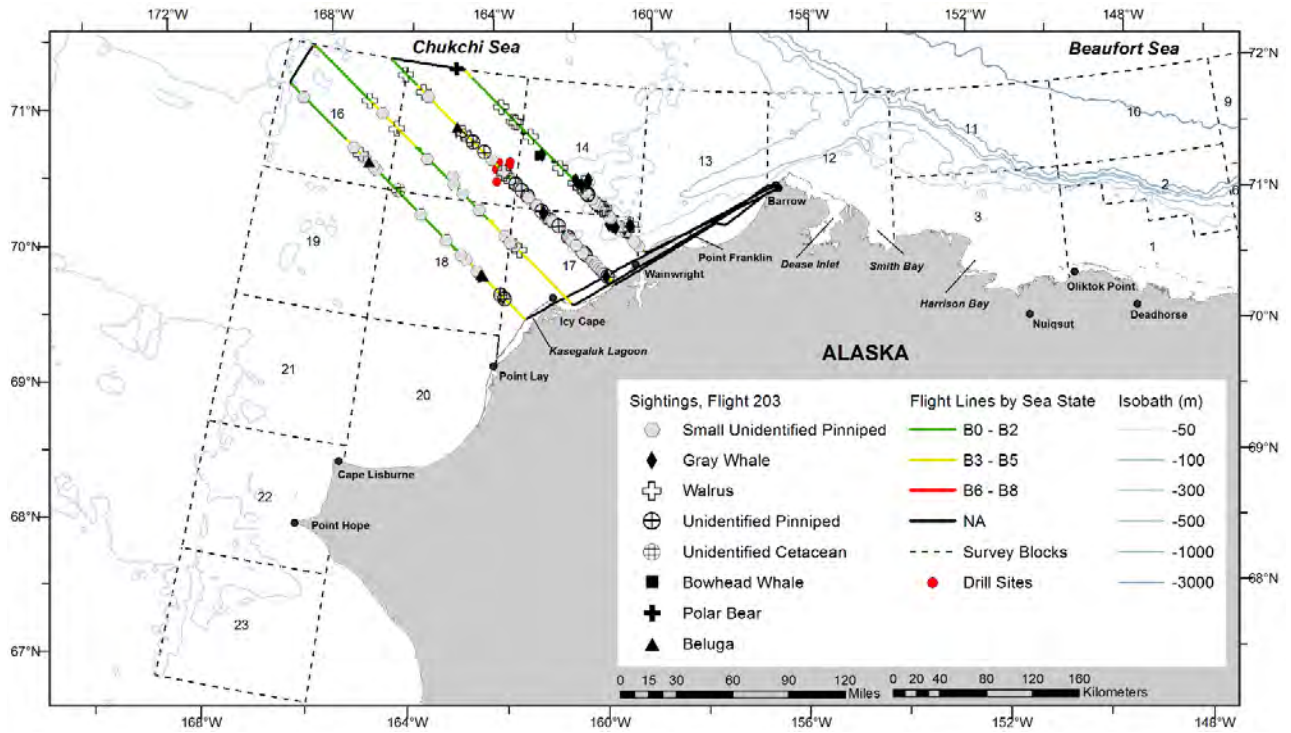 172°W 168°W 164°W 160°W 156°W 152°W 148°W
Chukchi Sea Beaufort Sea
72°N
71°N
71°N
70°N
70°N
69°N
69°N
68°N
68°N
67°N
16
14
13
12
11
10
9
2
6
3
1
19
18
17
21
20
22
23
Barrow
Point Franklin
Dease Inlet
Smith Bay
Wainwright
Harrison Bay
Oliktok Point
Nuiqsut
Deadhorse
Icy Cape
Kasegaluk Lagoon
ALASKA
Point Lay
Cape Lisburne
Point Hope
Sightings, Flight 203
Small Unidentified Pinniped
Gray Whale
Walrus
Unidentified Pinniped
Unidentified Cetacean
Bowhead Whale
Polar Bear
Beluga
Flight Lines by Sea State
B0 - B2
B3 - B5
B6 - B8
NA
Survey Blocks
Drill Sites
Isobath (m)
-50
-100
-300
-500
-1000
-3000
0 15 30 60 90 120
Miles
0 20 40 80 120 160
Kilometers
168°W 164°W 160°W 156°W 152°W 148°W